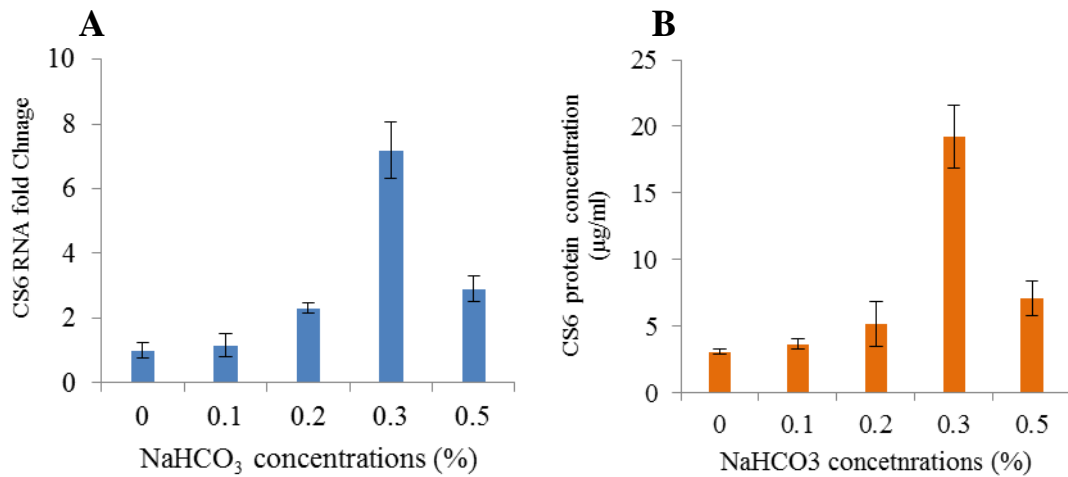 A
CS6 RNA fold Chnage
10
8
6
4
2
0
0 0.1 0.2 0.3 0.5
NaHCO₃ concentrations (%)
B
CS6 protein concentration
(µg/ml)
25
20
15
10
5
0
0 0.1 0.2 0.3 0.5
NaHCO3 concetnrations (%)